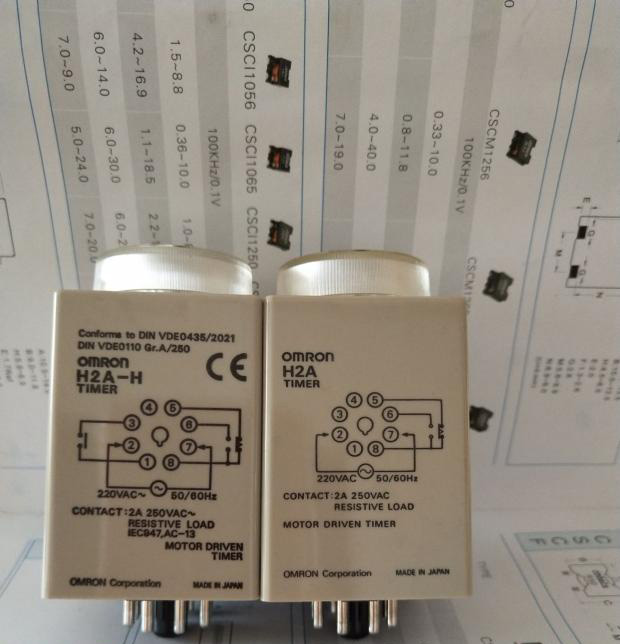 CSCI1056
1.5~8.8
4.2~16.9
6.0~14.0
7.0~9.0
CSCI1065
100KHz/0.1V
0.36~10.0
1.1~18.5
6.0~30.0
5.0~24.0
CSCI1250
7.0~20.0
CSCM1256
100KHz/0.1V
0.33~10.0
0.8~11.8
4.0~40.0
7.0~19.0
Conforms to DIN VDE0435/2021
DIN VDE0110 Gr.A/250
OMRON
CE
H2A-H
TIMER
4 5
3 6
2 7
1 8
220VAC~ 50/60Hz
CONTACT:2A 250VAC~
RESISTIVE LOAD
IEC947,AC-13
MOTOR DRIVEN
TIMER
OMRON Corporation MADE IN JAPAN
OMRON
H2A
TIMER
4 5
3 6
2 7
1 8
220VAC 50/60Hz
CONTACT:2A 250VAC
RESISTIVE LOAD
MOTOR DRIVEN TIMER
OMRON Corporation MADE IN JAPAN